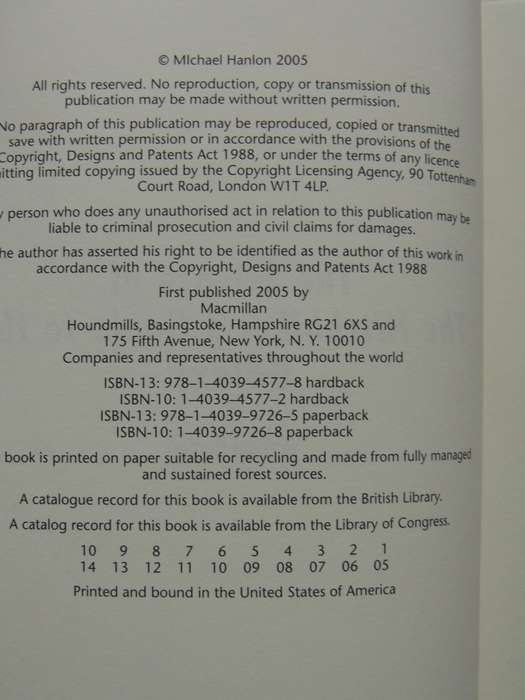 © MIchael Hanlon 2005
All rights reserved. No reproduction, copy or transmission of this
publication may be made without written permission.
No paragraph of this publication may be reproduced, copied or transmitted
save with written permission or in accordance with the provisions of the
Copyright, Designs and Patents Act 1988, or under the terms of any licence
itting limited copying issued by the Copyright Licensing Agency, 90 Tottenham
Court Road, London W1T 4LP.
y person who does any unauthorised act in relation to this publication may be
liable to criminal prosecution and civil claims for damages.
he author has asserted his right to be identified as the author of this work in
accordance with the Copyright, Designs and Patents Act 1988
First published 2005 by
Macmillan
Houndmills, Basingstoke, Hampshire RG21 6XS and
175 Fifth Avenue, New York, N. Y. 10010
Companies and representatives throughout the world
ISBN-13: 978–1–4039–4577–8 hardback
ISBN-10: 1–4039–4577–2 hardback
ISBN-13: 978–1–4039–9726–5 paperback
ISBN-10: 1–4039–9726–8 paperback
book is printed on paper suitable for recycling and made from fully managed
and sustained forest sources.
A catalogue record for this book is available from the British Library.
A catalog record for this book is available from the Library of Congress.
10 9 8 7 6 5 4 3 2 1
14 13 12 11 10 09 08 07 06 05
Printed and bound in the United States of America